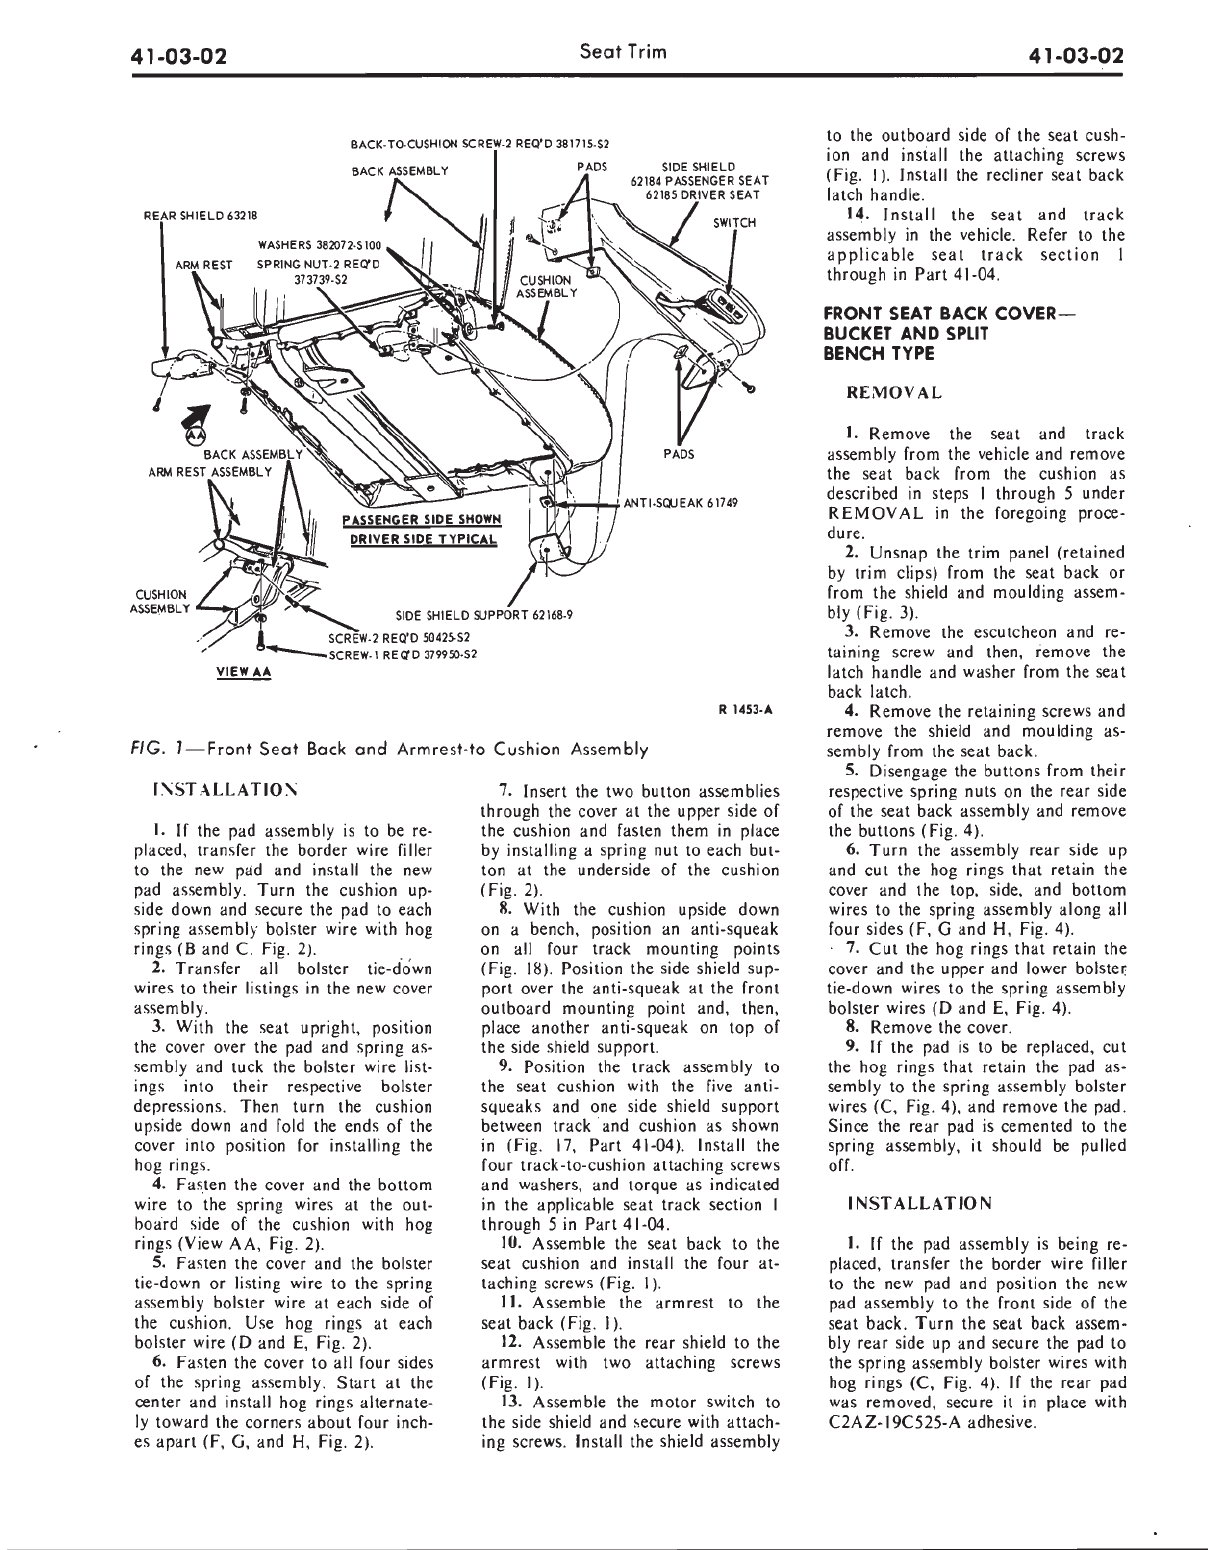 41-03-02
Seat Trim
41-03-02
BACK-TO-CUSHION SCREW-2 REQ'D 381715-S2
BACK ASSEMBLY
PADS
SIDE SHIELD
62184 PASSENGER SEAT
62185 DRIVER SEAT
REAR SHIELD 63218
SWITCH
WASHERS 382072-S100
ARM REST
SPRING NUT-2 REQ'D
373739-S2
CUSHION
ASSEMBLY
AA
BACK ASSEMBLY
ARM REST ASSEMBLY
PADS
ANTI-SQUEAK 61749
PASSENGER SIDE SHOWN
DRIVER SIDE TYPICAL
CUSHION
ASSEMBLY
SIDE SHIELD SUPPORT 62168-9
SCREW-2 REQ'D 50425-S2
SCREW-1 REQ'D 379950-S2
VIEW AA
R 1453-A
FIG. 1—Front Seat Back and Armrest-to Cushion Assembly
INSTALLATION
1. If the pad assembly is to be re-
placed, transfer the border wire filler
to the new pad and install the new
pad assembly. Turn the cushion up-
side down and secure the pad to each
spring assembly bolster wire with hog
rings (B and C. Fig. 2).
2. Transfer all bolster tie-down
wires to their listings in the new cover
assembly.
3. With the seat upright, position
the cover over the pad and spring as-
sembly and tuck the bolster wire list-
ings into their respective bolster
depressions. Then turn the cushion
upside down and fold the ends of the
cover into position for installing the
hog rings.
4. Fasten the cover and the bottom
wire to the spring wires at the out-
board side of the cushion with hog
rings (View AA, Fig. 2).
5. Fasten the cover and the bolster
tie-down or listing wire to the spring
assembly bolster wire at each side of
the cushion. Use hog rings at each
bolster wire (D and E, Fig. 2).
6. Fasten the cover to all four sides
of the spring assembly. Start at the
center and install hog rings alternate-
ly toward the corners about four inch-
es apart (F, G, and H, Fig. 2).
7. Insert the two button assemblies
through the cover at the upper side of
the cushion and fasten them in place
by installing a spring nut to each but-
ton at the underside of the cushion
(Fig. 2).
8. With the cushion upside down
on a bench, position an anti-squeak
on all four track mounting points
(Fig. 18). Position the side shield sup-
port over the anti-squeak at the front
outboard mounting point and, then,
place another anti-squeak on top of
the side shield support.
9. Position the track assembly to
the seat cushion with the five anti-
squeaks and one side shield support
between track and cushion as shown
in (Fig. 17, Part 41-04). Install the
four track-to-cushion attaching screws
and washers, and torque as indicated
in the applicable seat track section 1
through 5 in Part 41-04.
10. Assemble the seat back to the
seat cushion and install the four at-
taching screws (Fig. 1).
11. Assemble the armrest to the
seat back (Fig. 1).
12. Assemble the rear shield to the
armrest with two attaching screws
(Fig. 1).
13. Assemble the motor switch to
the side shield and secure with attach-
ing screws. Install the shield assembly
to the outboard side of the seat cush-
ion and install the attaching screws
(Fig. 1). Install the recliner seat back
latch handle.
14. Install the seat and track
assembly in the vehicle. Refer to the
applicable seat track section 1
through in Part 41-04.
FRONT SEAT BACK COVER—
BUCKET AND SPLIT
BENCH TYPE
REMOVAL
1. Remove the seat and track
assembly from the vehicle and remove
the seat back from the cushion as
described in steps 1 through 5 under
REMOVAL in the foregoing proce-
dure.
2. Unsnap the trim panel (retained
by trim clips) from the seat back or
from the shield and moulding assem-
bly (Fig. 3).
3. Remove the escutcheon and re-
taining screw and then, remove the
latch handle and washer from the seat
back latch.
4. Remove the retaining screws and
remove the shield and moulding as-
sembly from the seat back.
5. Disengage the buttons from their
respective spring nuts on the rear side
of the seat back assembly and remove
the buttons (Fig. 4).
6. Turn the assembly rear side up
and cut the hog rings that retain the
cover and the top, side, and bottom
wires to the spring assembly along all
four sides (F, G and H, Fig. 4).
7. Cut the hog rings that retain the
cover and the upper and lower bolster
tie-down wires to the spring assembly
bolster wires (D and E, Fig. 4).
8. Remove the cover.
9. If the pad is to be replaced, cut
the hog rings that retain the pad as-
sembly to the spring assembly bolster
wires (C, Fig. 4), and remove the pad.
Since the rear pad is cemented to the
spring assembly, it should be pulled
off.
INSTALLATION
1. If the pad assembly is being re-
placed, transfer the border wire filler
to the new pad and position the new
pad assembly to the front side of the
seat back. Turn the seat back assem-
bly rear side up and secure the pad to
the spring assembly bolster wires with
hog rings (C, Fig. 4). If the rear pad
was removed, secure it in place with
C2AZ-19C525-A adhesive.